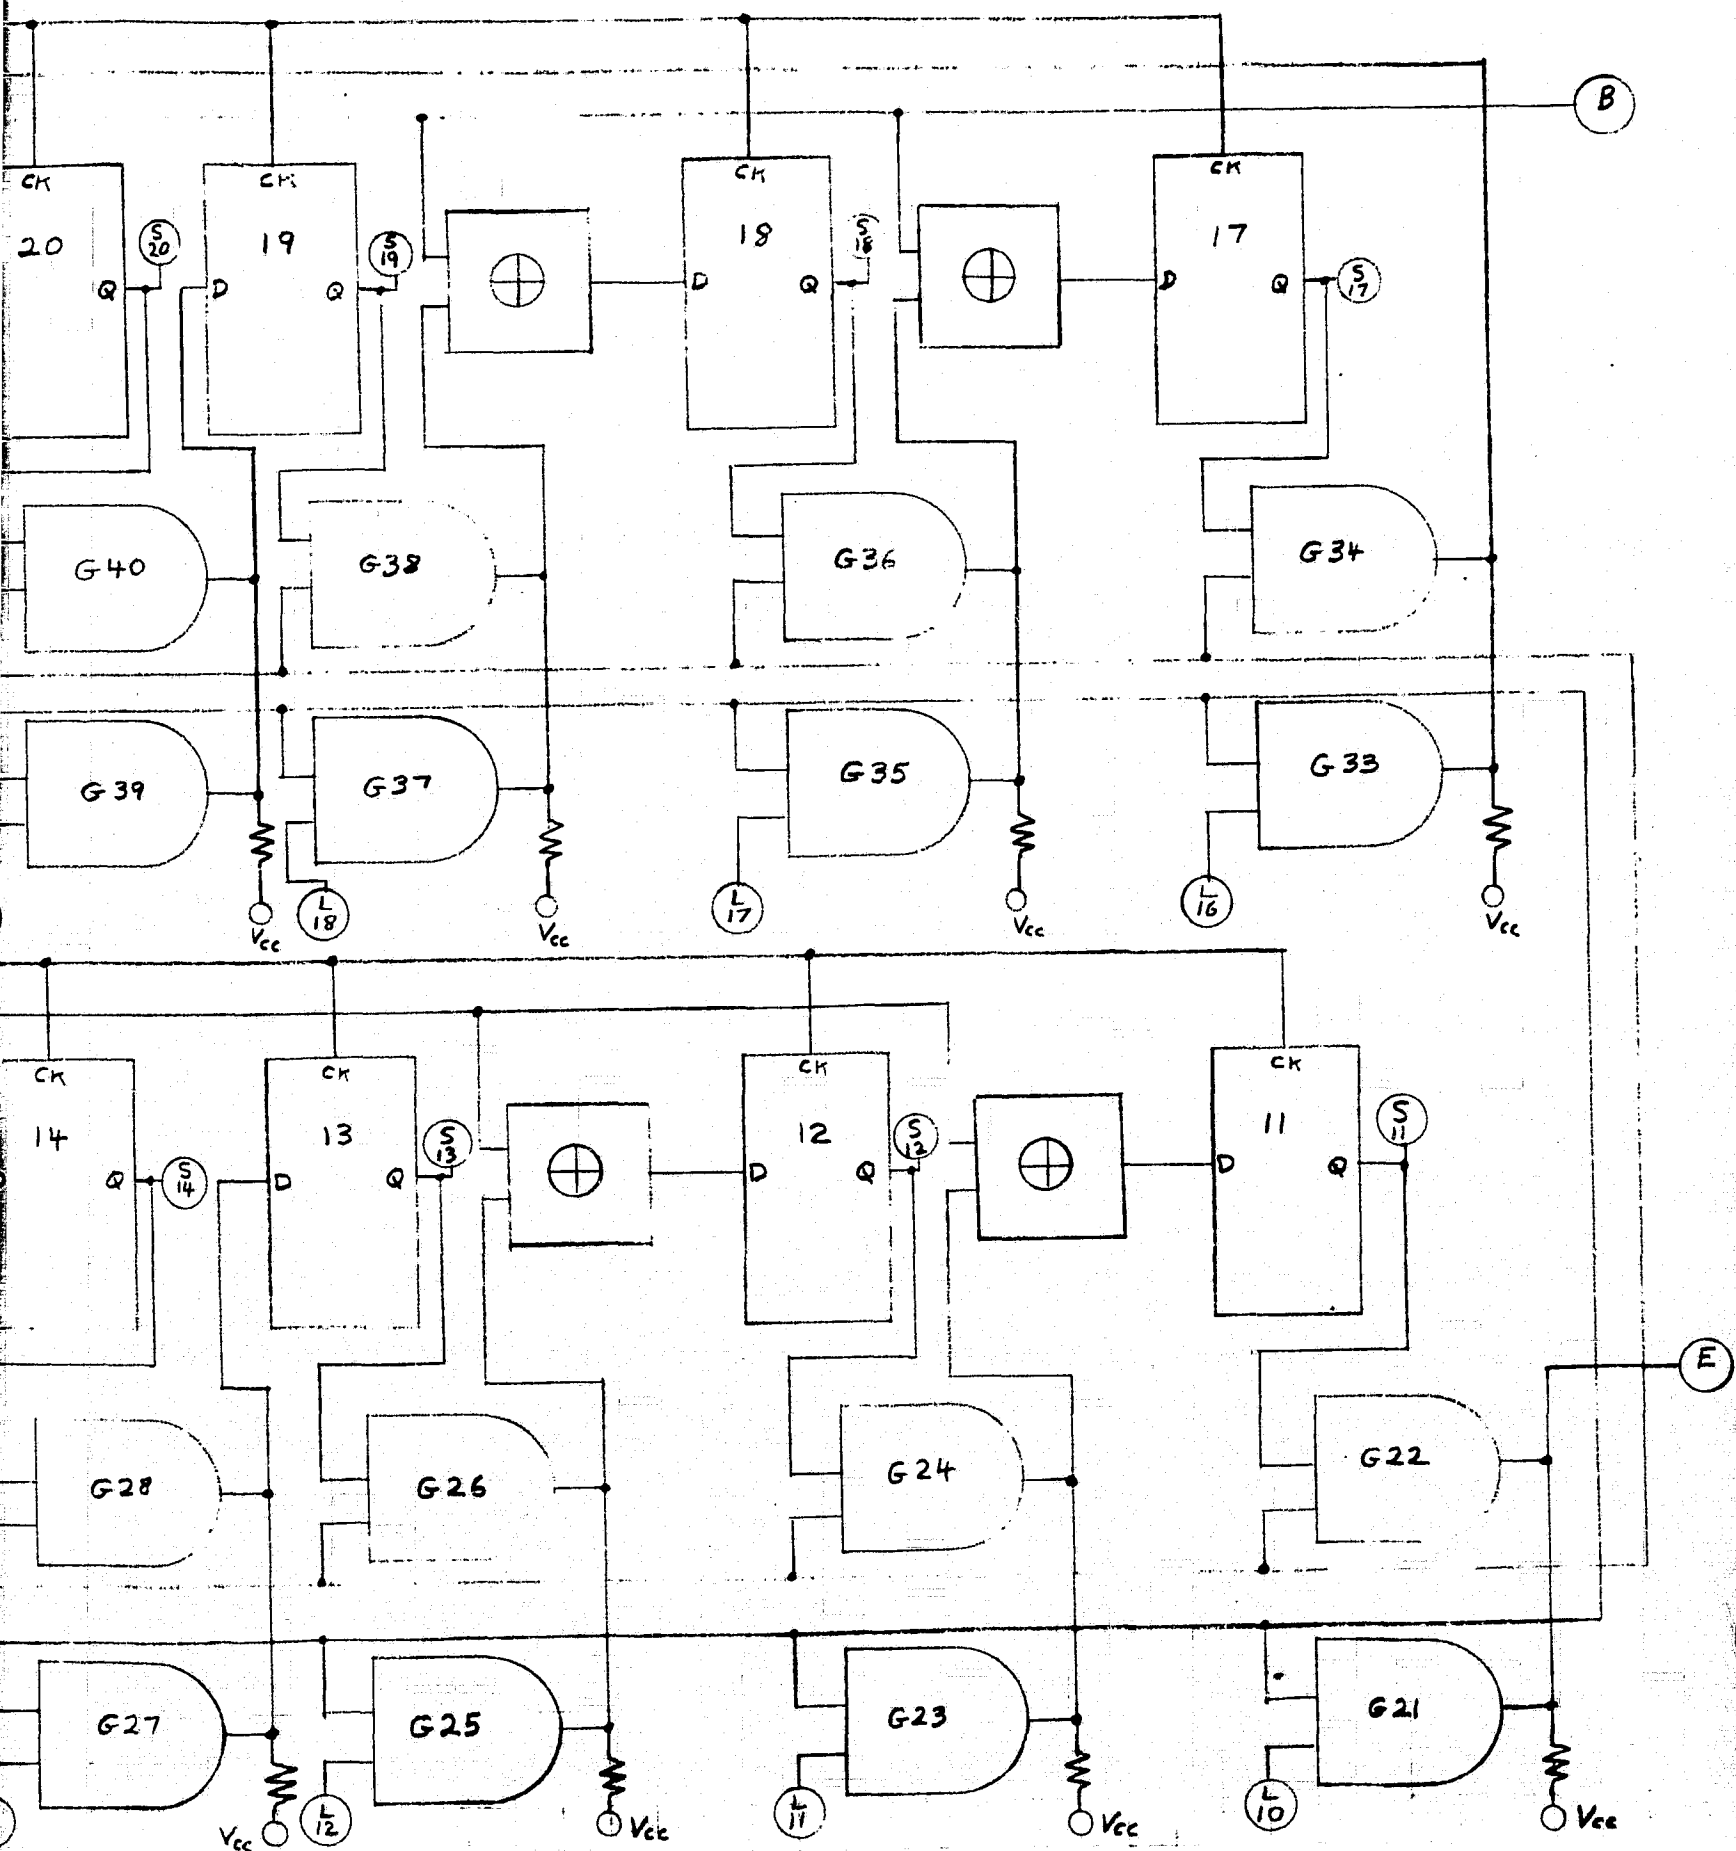 B
CK CK CK CK
20 S 20 19 S 19 18 S 18 17 S 17
Q D Q D Q D Q
G40 G38 G36 G34
G39 G37 G35 G33
L 18 L 17 L 16
Vcc Vcc Vcc Vcc
CK CK CK CK
14 S 14 13 S 13 12 S 12 11 S 11
Q D Q D Q D Q
E
G28 G26 G24 G22
G27 G25 G23 G21
L 12 L 11 L 10
Vcc Vcc Vcc Vcc